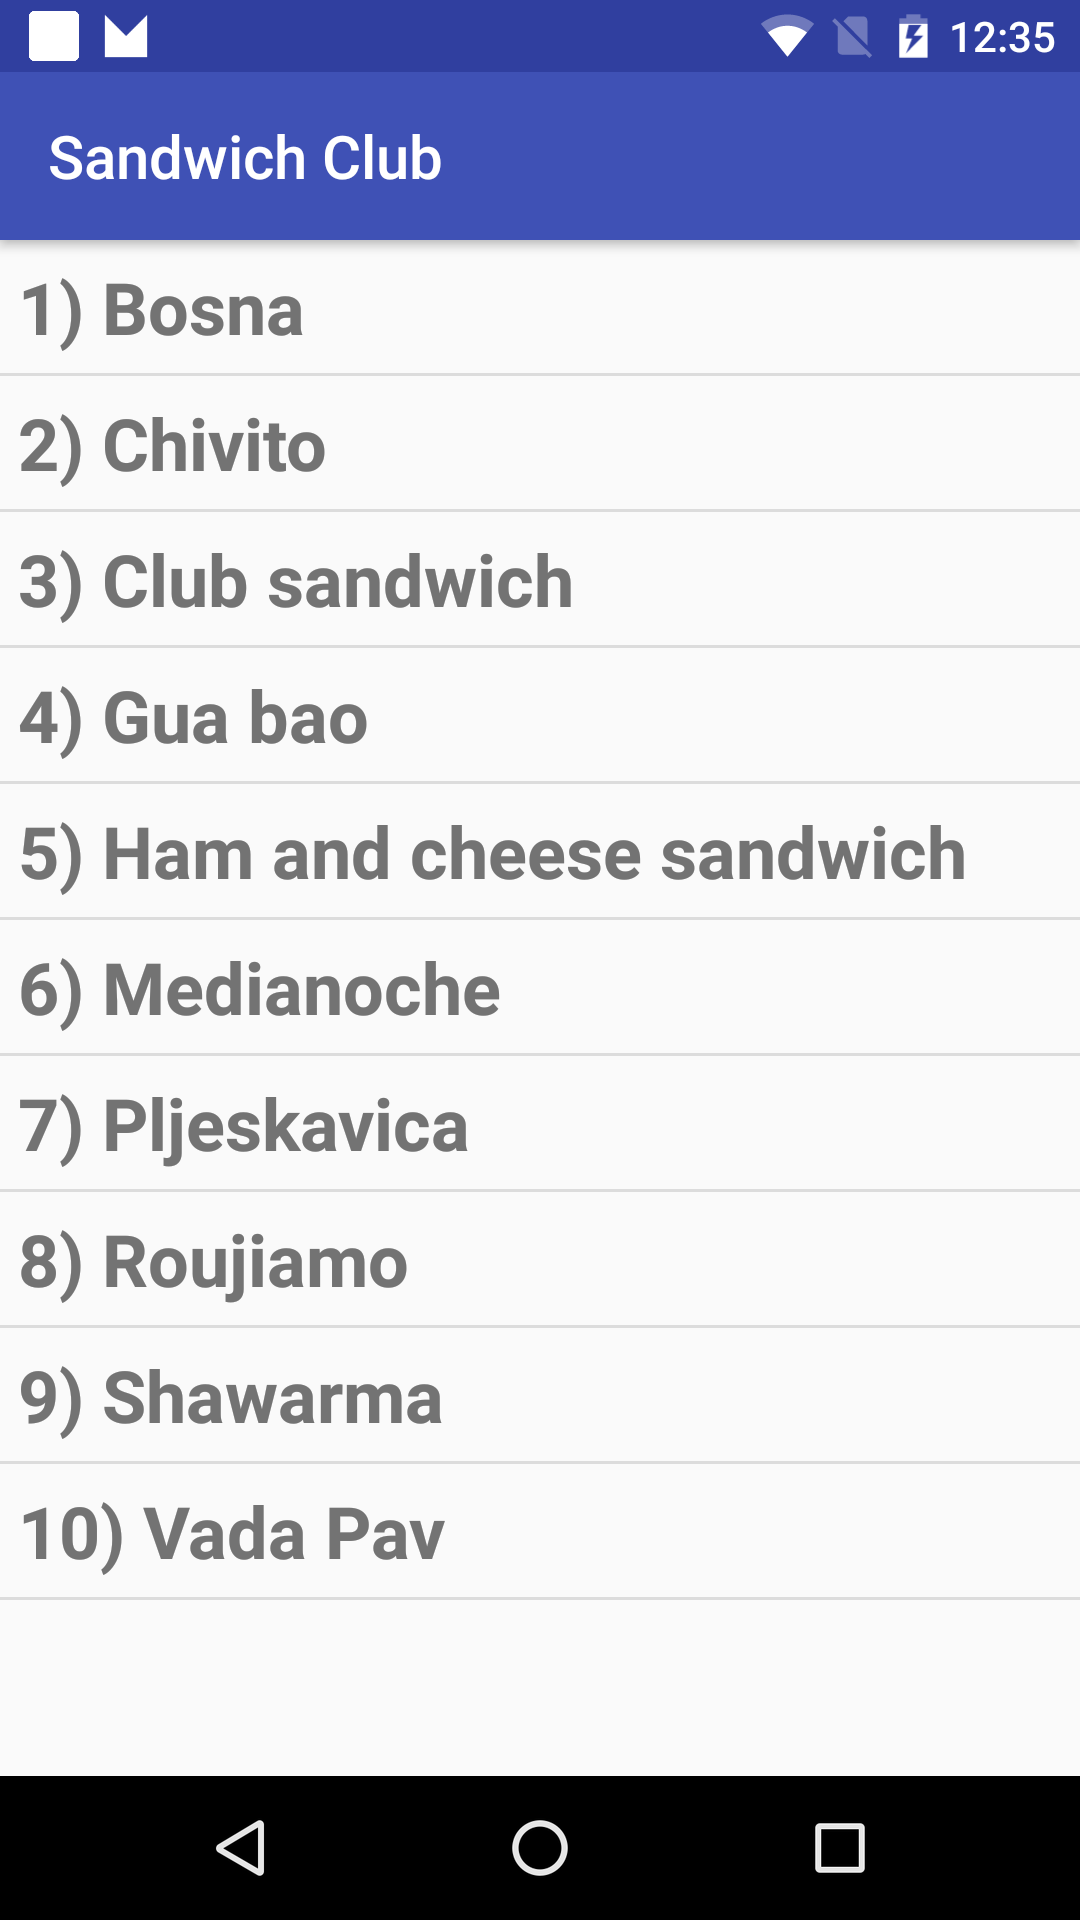 12:35
Sandwich Club
1) Bosna
2) Chivito
3) Club sandwich
4) Gua bao
5) Ham and cheese sandwich
6) Medianoche
7) Pljeskavica
8) Roujiamo
9) Shawarma
10) Vada Pav